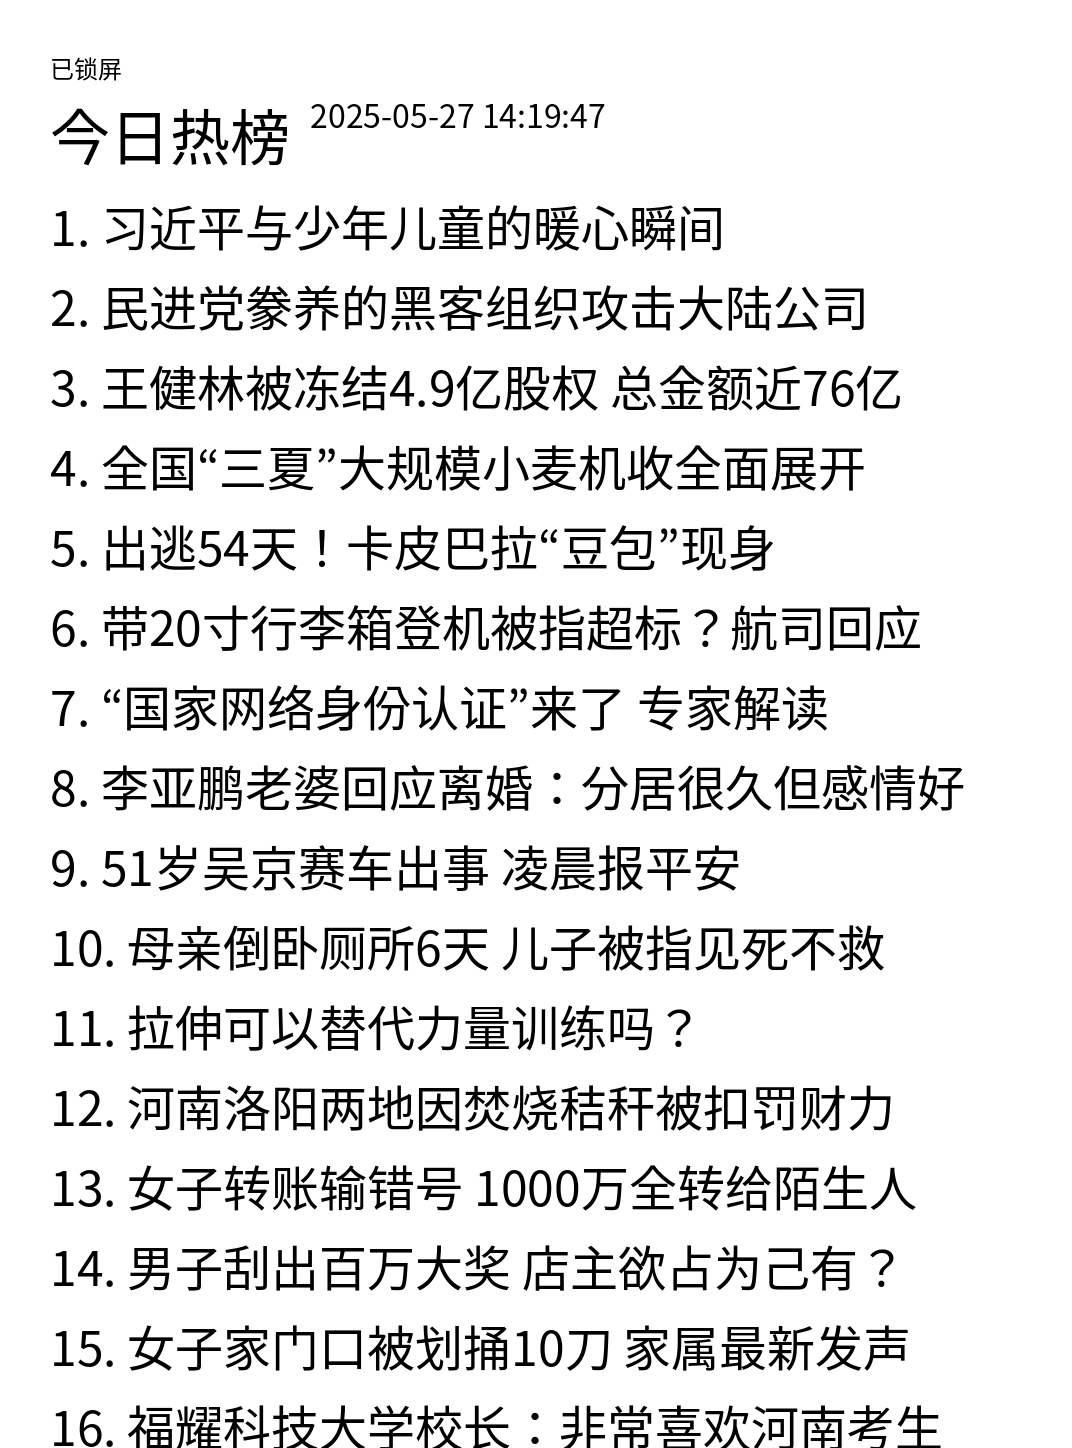 已锁屏
今日热榜 2025-05-27 14:19:47
1. 习近平与少年儿童的暖心瞬间
2. 民进党豢养的黑客组织攻击大陆公司
3. 王健林被冻结4.9亿股权 总金额近76亿
4. 全国“三夏”大规模小麦机收全面展开
5. 出逃54天！卡皮巴拉“豆包”现身
6. 带20寸行李箱登机被指超标？航司回应
7. “国家网络身份认证”来了 专家解读
8. 李亚鹏老婆回应离婚：分居很久但感情好
9. 51岁吴京赛车出事 凌晨报平安
10. 母亲倒卧厕所6天 儿子被指见死不救
11. 拉伸可以替代力量训练吗？
12. 河南洛阳两地因焚烧秸秆被扣罚财力
13. 女子转账输错号 1000万全转给陌生人
14. 男子刮出百万大奖 店主欲占为己有？
15. 女子家门口被划捅10刀 家属最新发声
16. 福耀科技大学校长：非常喜欢河南考生